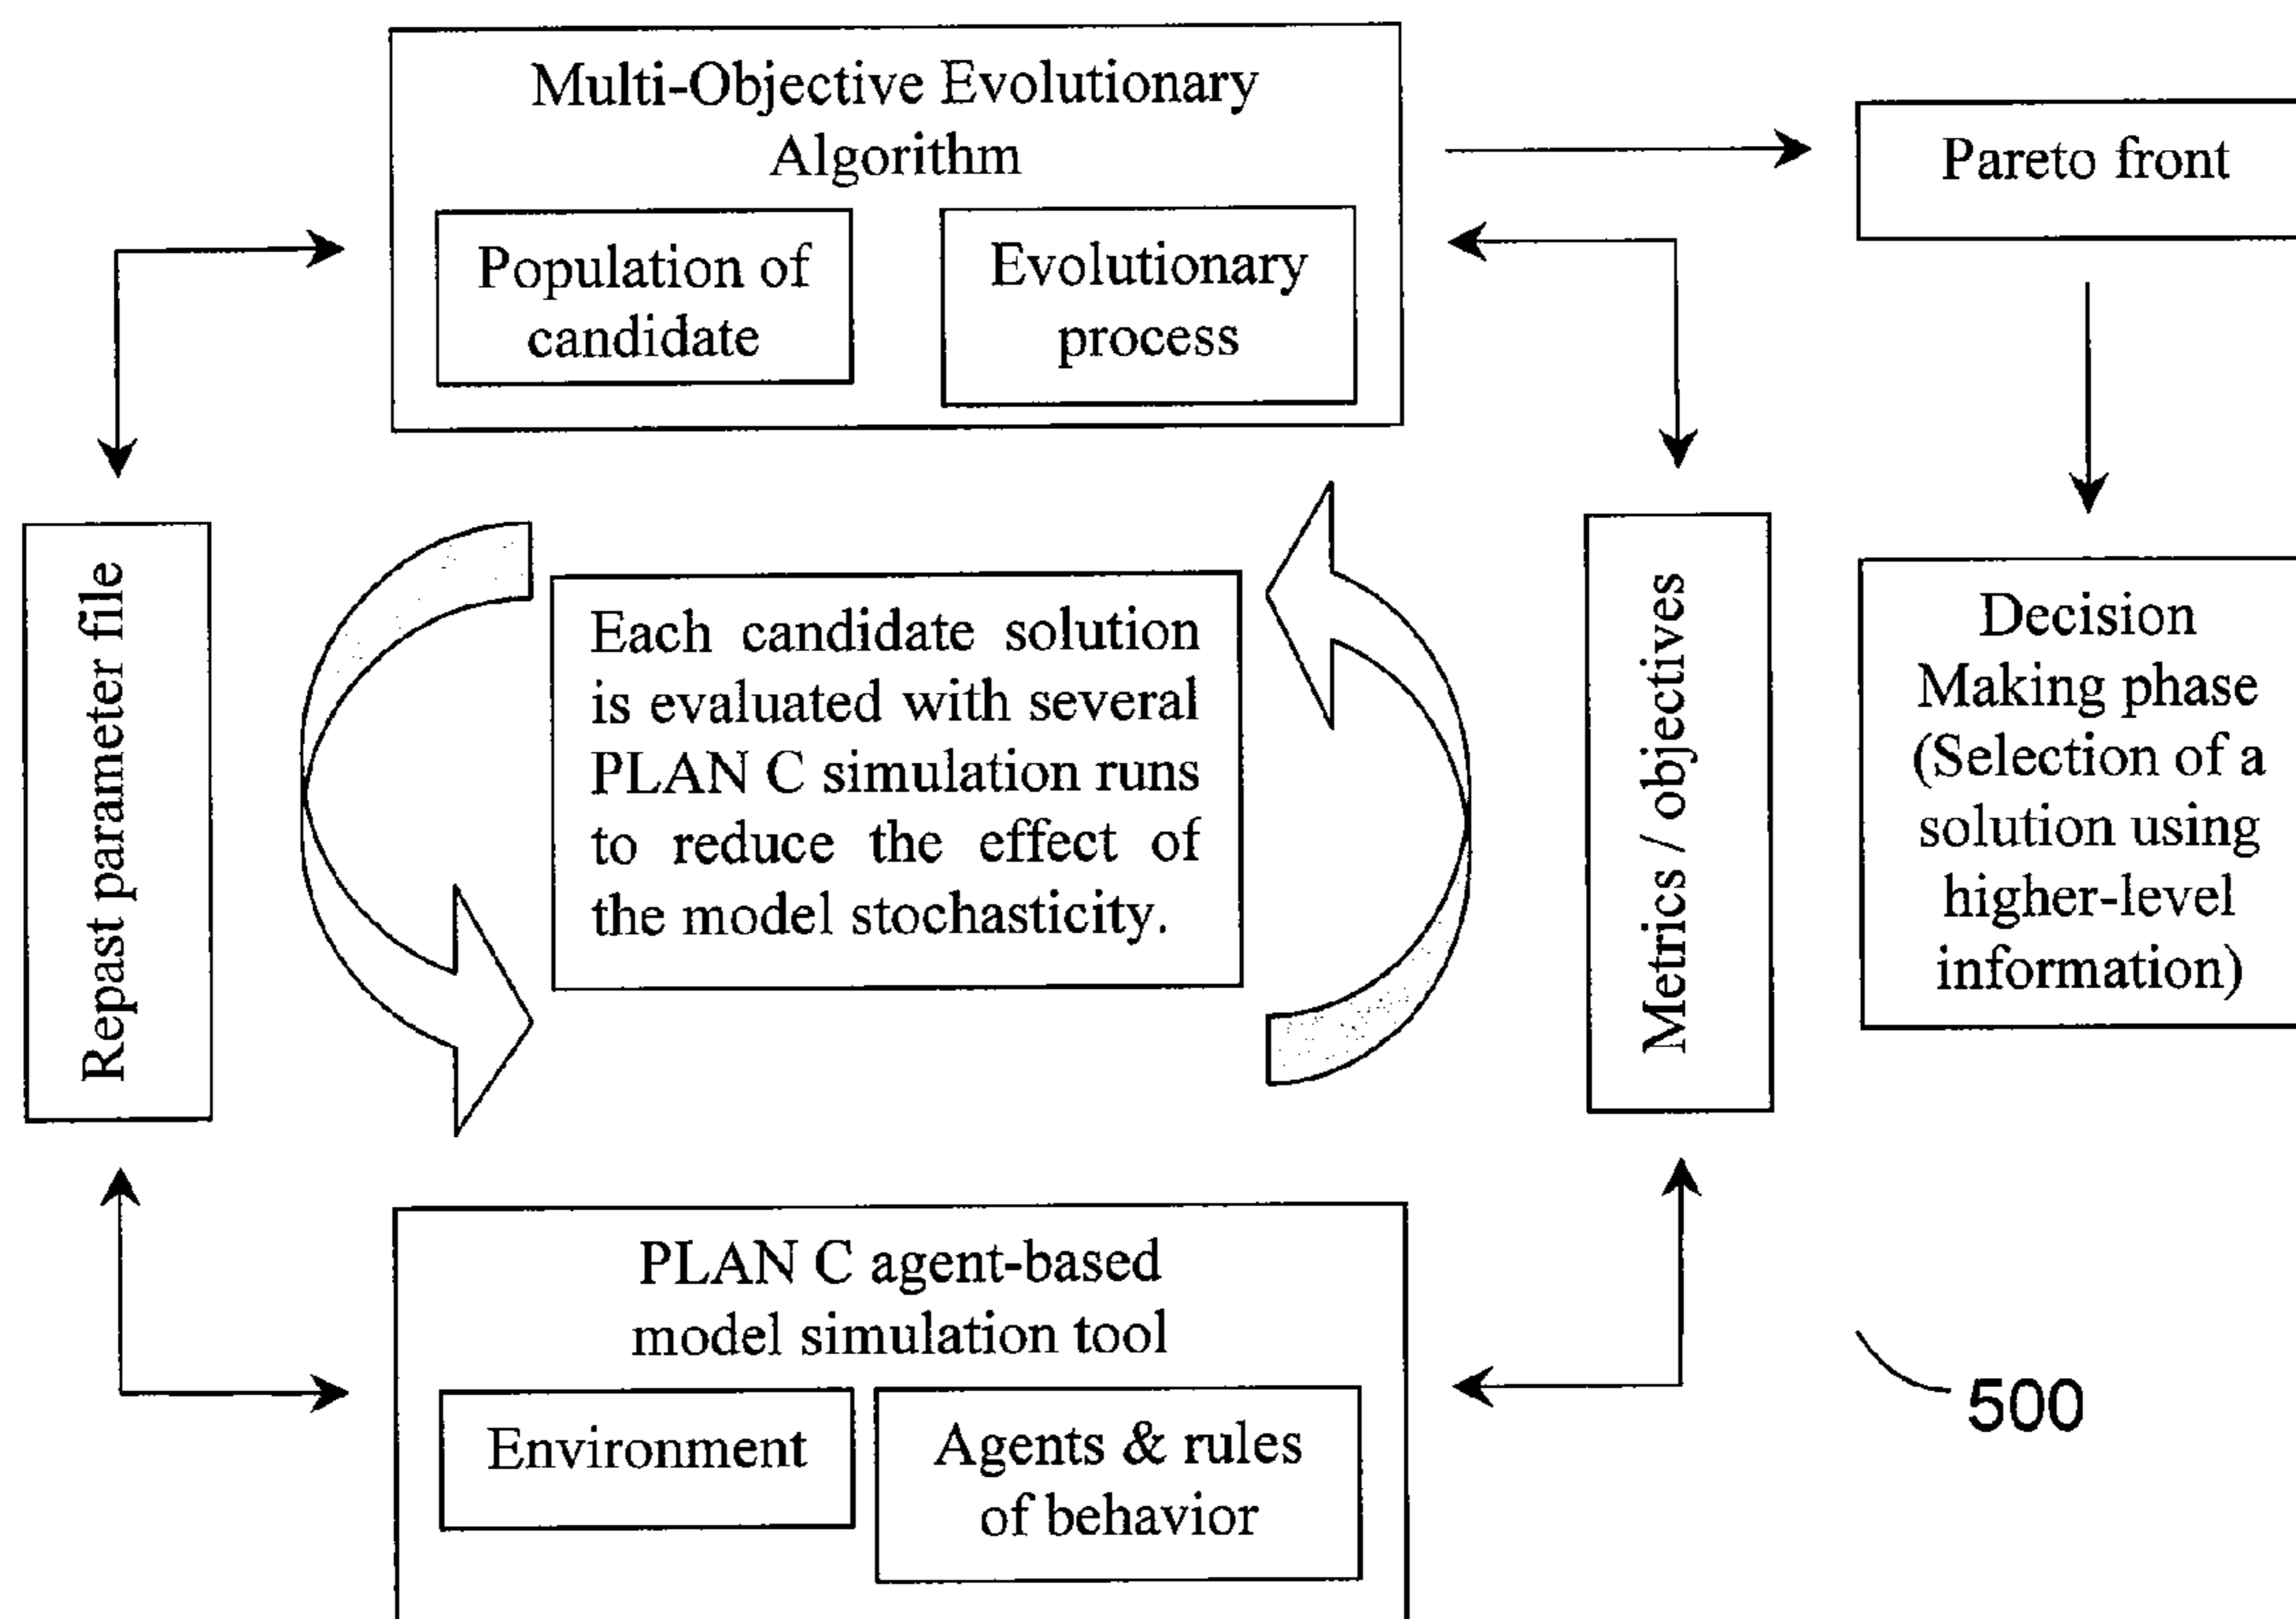 Multi-Objective Evolutionary
Algorithm
Population of
candidate
Evolutionary
process
Pareto front
Repast parameter file
Each candidate solution
is evaluated with several
PLAN C simulation runs
to reduce the effect of
the model stochasticity.
Metrics / objectives
Decision
Making phase
(Selection of a
solution using
higher-level
information)
PLAN C agent-based
model simulation tool
Environment
Agents & rules
of behavior
500